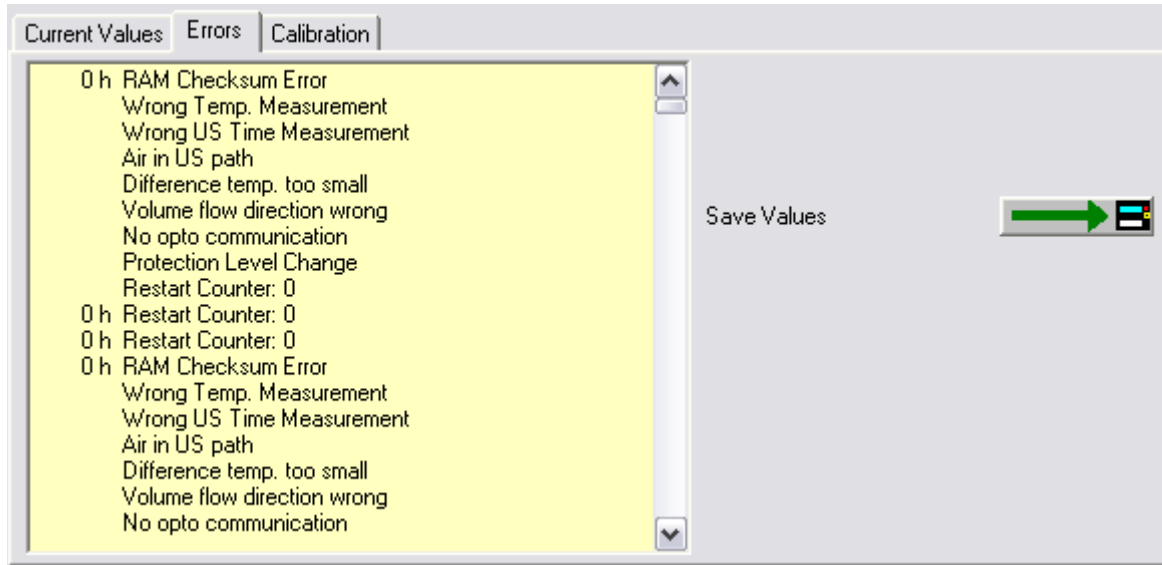 Current Values Errors Calibration
0 h RAM Checksum Error
Wrong Temp. Measurement
Wrong US Time Measurement
Air in US path
Difference temp. too small
Volume flow direction wrong
No opto communication
Protection Level Change
Restart Counter: 0
0 h Restart Counter: 0
0 h Restart Counter: 0
0 h RAM Checksum Error
Wrong Temp. Measurement
Wrong US Time Measurement
Air in US path
Difference temp. too small
Volume flow direction wrong
No opto communication
Save Values